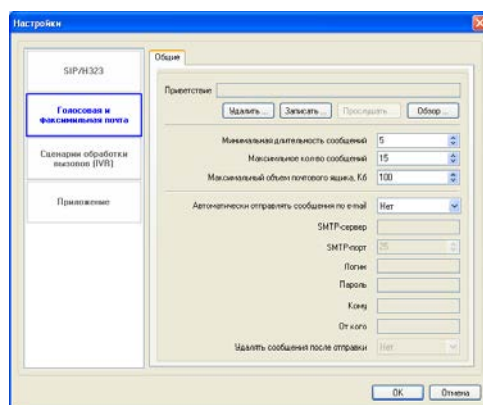 Настройки
SIP/H323
Голосовая и
факсимильная почта
Сценарии обработки
вызовов (IVR)
Приложение
Общие
Приветствие
Удалить ... Записать ... Прослушать Обзор ...
Минимальная длительность сообщений 5
Максимальное кол-во сообщений 15
Максимальный объем почтового ящика, Кб 100
Автоматически отправлять сообщения по e-mail Нет
SMTP-сервер
SMTP-порт 25
Логин
Пароль
Кому
От кого
Удалять сообщения после отправки Нет
OK Отмена